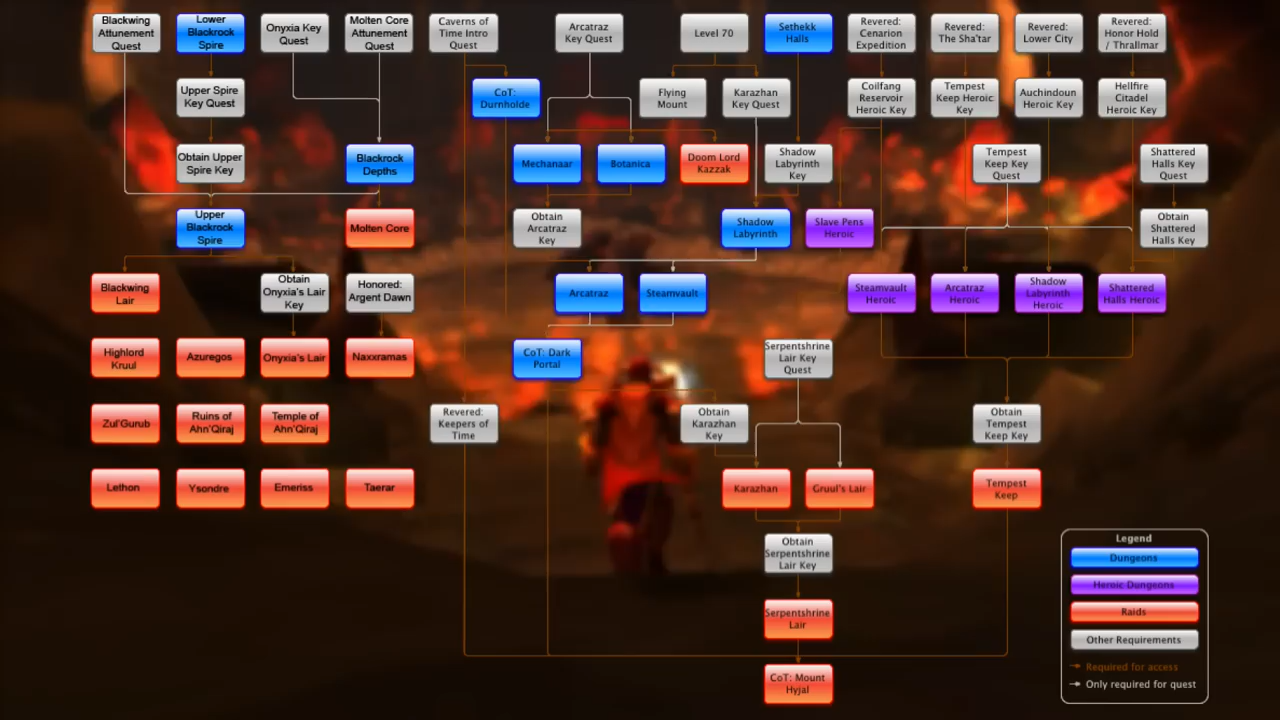 Blackwing
Attunement
Quest
Lower
Blackrock
Spire
Onyxia Key
Quest
Molten Core
Attunement
Quest
Caverns of
Time Intro
Quest
Arcatraz
Key Quest
Level 70
Sethekk
Halls
Revered:
Cenarion
Expedition
Revered:
The Sha'tar
Revered:
Lower City
Revered:
Honor Hold
/ Thrallmar
Upper Spire
Key Quest
CoT:
Durnholde
Flying
Mount
Karazhan
Key Quest
Coilfang
Reservoir
Heroic Key
Tempest
Keep Heroic
Key
Auchindoun
Heroic Key
Hellfire
Citadel
Heroic Key
Obtain Upper
Spire Key
Blackrock
Depths
Mechanaar
Botanica
Doom Lord
Kazzak
Shadow
Labyrinth
Key
Tempest
Keep Key
Quest
Shattered
Halls Key
Quest
Upper
Blackrock
Spire
Molten Core
Obtain
Arcatraz
Key
Shadow
Labyrinth
Slave Pens
Heroic
Obtain
Shattered
Halls Key
Blackwing
Lair
Obtain
Onyxia's Lair
Key
Honored:
Argent Dawn
Arcatraz
Steamvault
Steamvault
Heroic
Arcatraz
Heroic
Shadow
Labyrinth
Heroic
Shattered
Halls Heroic
Highlord
Kruul
Azuregos
Onyxia's Lair
Naxxramas
CoT: Dark
Portal
Serpentshrine
Lair Key
Quest
Zul'Gurub
Ruins of
Ahn'Qiraj
Temple of
Ahn'Qiraj
Revered:
Keepers of
Time
Obtain
Karazhan
Key
Obtain
Tempest
Keep Key
Lethon
Ysondre
Emeriss
Taerar
Karazhan
Gruul's Lair
Tempest
Keep
Obtain
Serpentshrine
Lair Key
Serpentshrine
Lair
CoT: Mount
Hyjal
Legend
Dungeons
Heroic Dungeons
Raids
Other Requirements
Required for access
Only required for quest